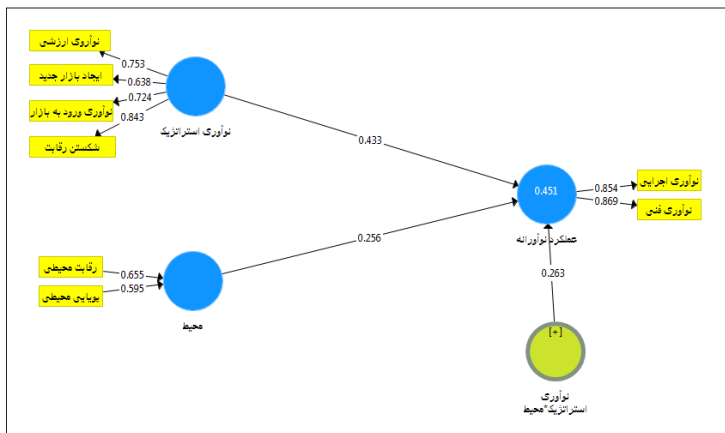 نوآروی ارزشی
0.753
ایجاد بازار جدید
0.638
نوآوری ورود به بازار
0.724
شکستن رقابت
0.843
نوآوری استراتژیک
0.433
0.451
عملکرد نوآورانه
0.854
نوآوری اجرایی
0.869
نوآوری فنی
رقابت محیطی
0.655
پویایی محیطی
0.595
محیط
0.256
0.263
[+]
نوآوری
استراتژیک*محیط